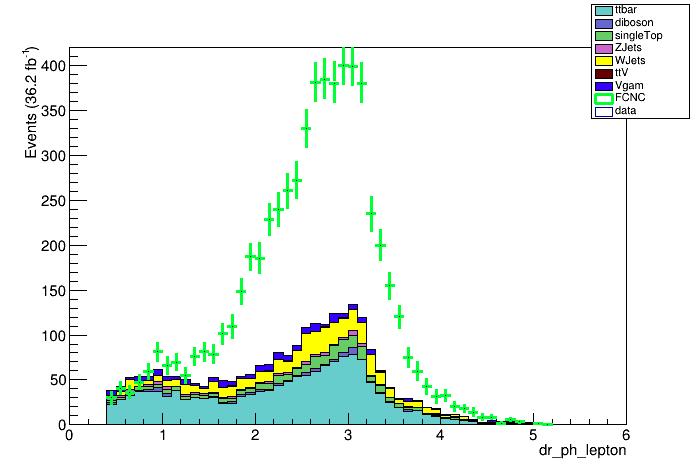 ttbar
diboson
singleTop
ZJets
WJets
ttV
Vgam
FCNC
data
Events (36.2 fb⁻¹)
400
350
300
250
200
150
100
50
0
0 1 2 3 4 5 6
dr_ph_lepton